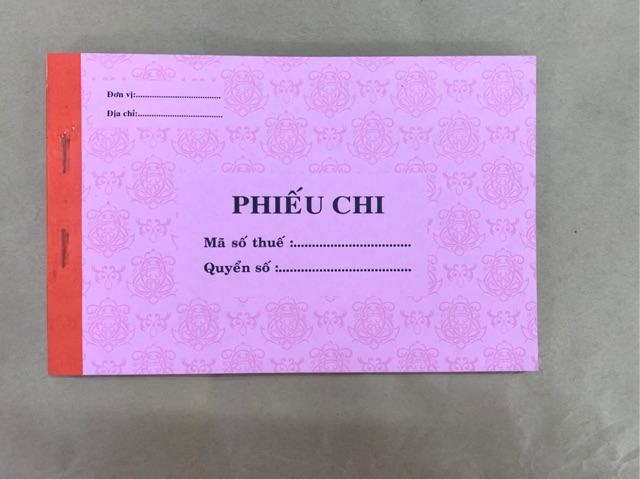 Đơn vị:..............................
Địa chỉ:..............................
PHIẾU CHI
Mã số thuế :................................
Quyển số :....................................